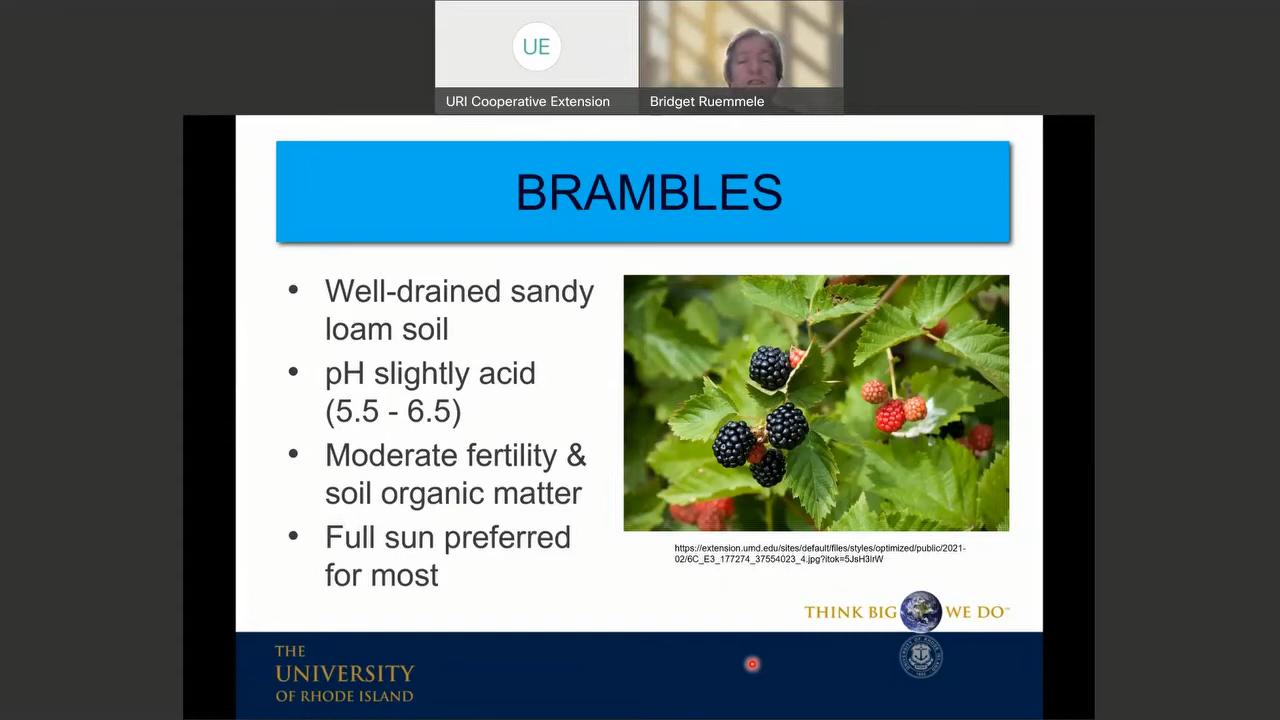 UE
URI Cooperative Extension
Bridget Ruemmele
BRAMBLES
• Well-drained sandy
loam soil
• pH slightly acid
(5.5 - 6.5)
• Moderate fertility &
soil organic matter
• Full sun preferred
for most
https://extension.umd.edu/sites/default/files/styles/optimized/public/2021-
02/6C_E3_177274_37554023_4.jpg?itok=5JsH3lrW
THINK BIG WE DO™
THE
UNIVERSITY
OF RHODE ISLAND